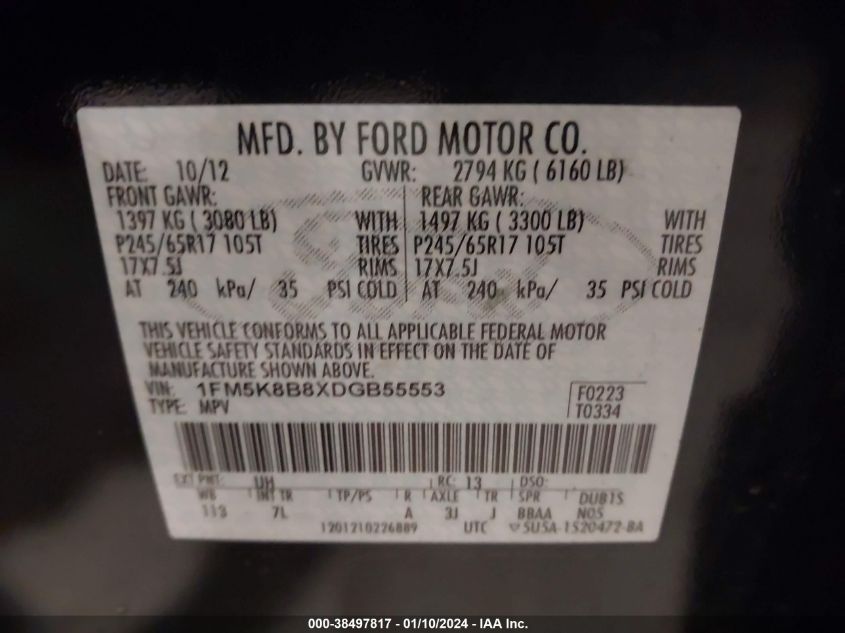 MFD. BY FORD MOTOR CO.
DATE: 10/12 GVWR: 2794 KG ( 6160 LB)
FRONT GAWR: REAR GAWR:
1397 KG ( 3080 LB) WITH 1497 KG ( 3300 LB) WITH
P245/65R17 105T TIRES P245/65R17 105T TIRES
17X7.5J RIMS 17X7.5J RIMS
AT 240 kPa/ 35 PSI COLD AT 240 kPa/ 35 PSI COLD
THIS VEHICLE CONFORMS TO ALL APPLICABLE FEDERAL MOTOR
VEHICLE SAFETY STANDARDS IN EFFECT ON THE DATE OF
MANUFACTURE SHOWN ABOVE.
VIN: 1FM5K8B8XDGB55553 F0223
TYPE: MPV T0334
EXT PNT: UH RC: 13 DSO:
WB INT TR TP/PS R AXLE TR SPR DUB1S
113 7L A 3J J BBAA N05
1201210226889 UTC 5U5A-1520472-BA
000-38497817 - 01/10/2024 - IAA Inc.